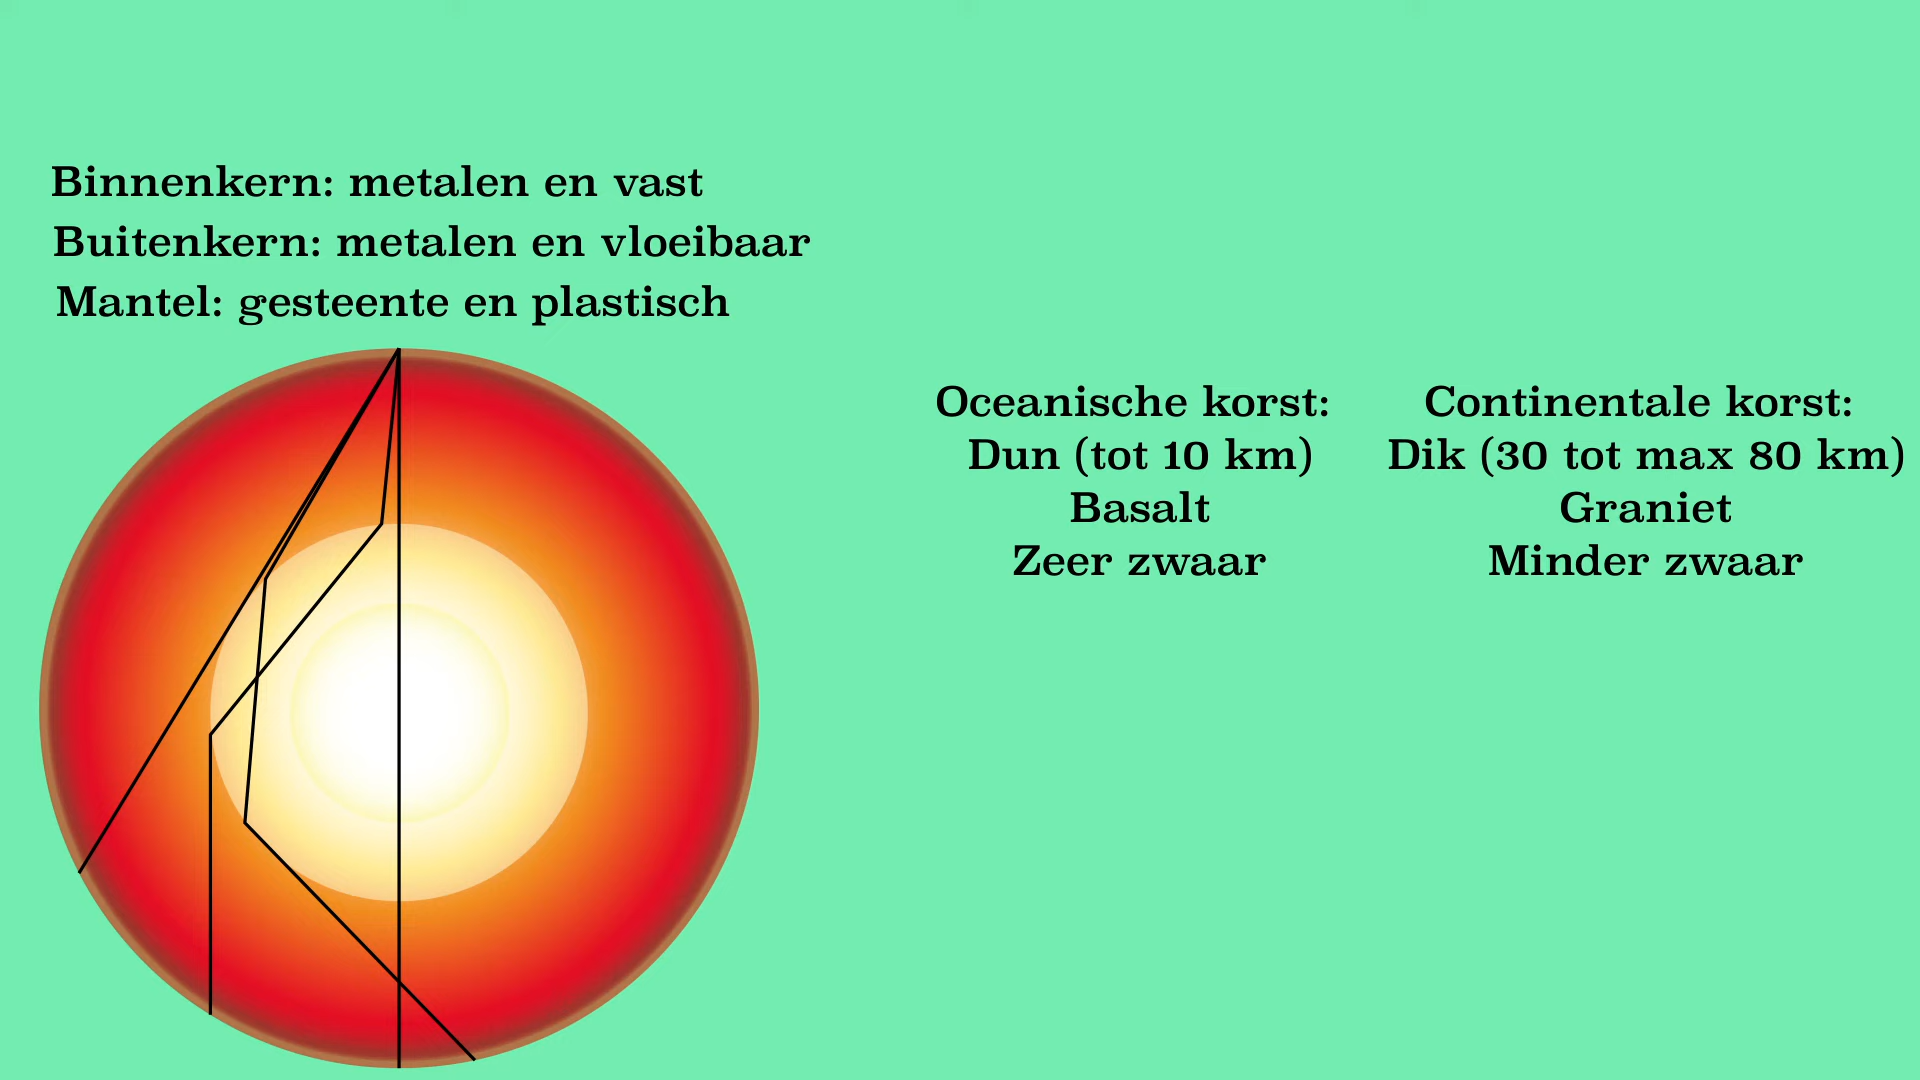 Binnenkern: metalen en vast
Buitenkern: metalen en vloeibaar
Mantel: gesteente en plastisch
Oceanische korst:
Dun (tot 10 km)
Basalt
Zeer zwaar
Continentale korst:
Dik (30 tot max 80 km)
Graniet
Minder zwaar